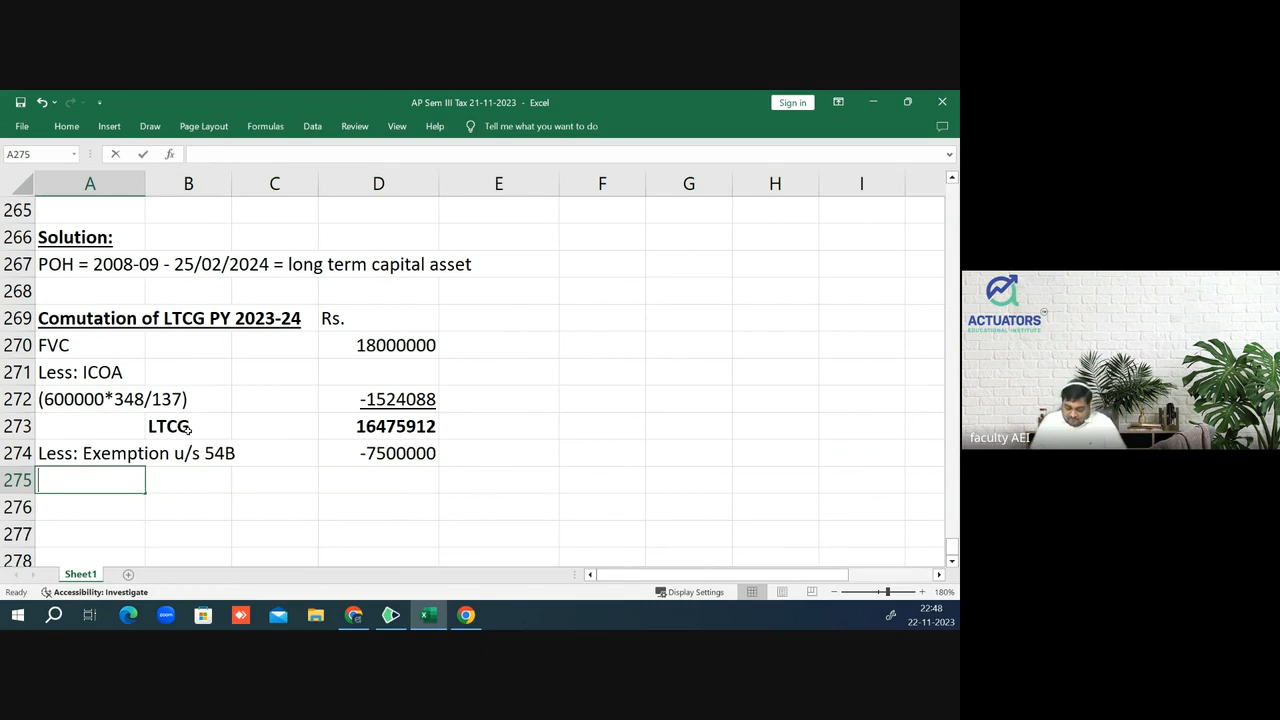 AP Sem III Tax 21-11-2023 - Excel
Sign in
File Home Insert Draw Page Layout Formulas Data Review View Help Tell me what you want to do
A275 fx
A B C D E F G H I
265
266 Solution:
267 POH = 2008-09 - 25/02/2024 = long term capital asset
268
269 Comutation of LTCG PY 2023-24 Rs.
270 FVC 18000000
271 Less: ICOA
272 (600000*348/137) -1524088
273 LTCG 16475912
274 Less: Exemption u/s 54B -7500000
275
276
277
278
Sheet1
Ready Accessibility: Investigate Display Settings 180%
zoom
22:48
22-11-2023
ACTUATORS
EDUCATIONAL INSTITUTE
faculty AEI